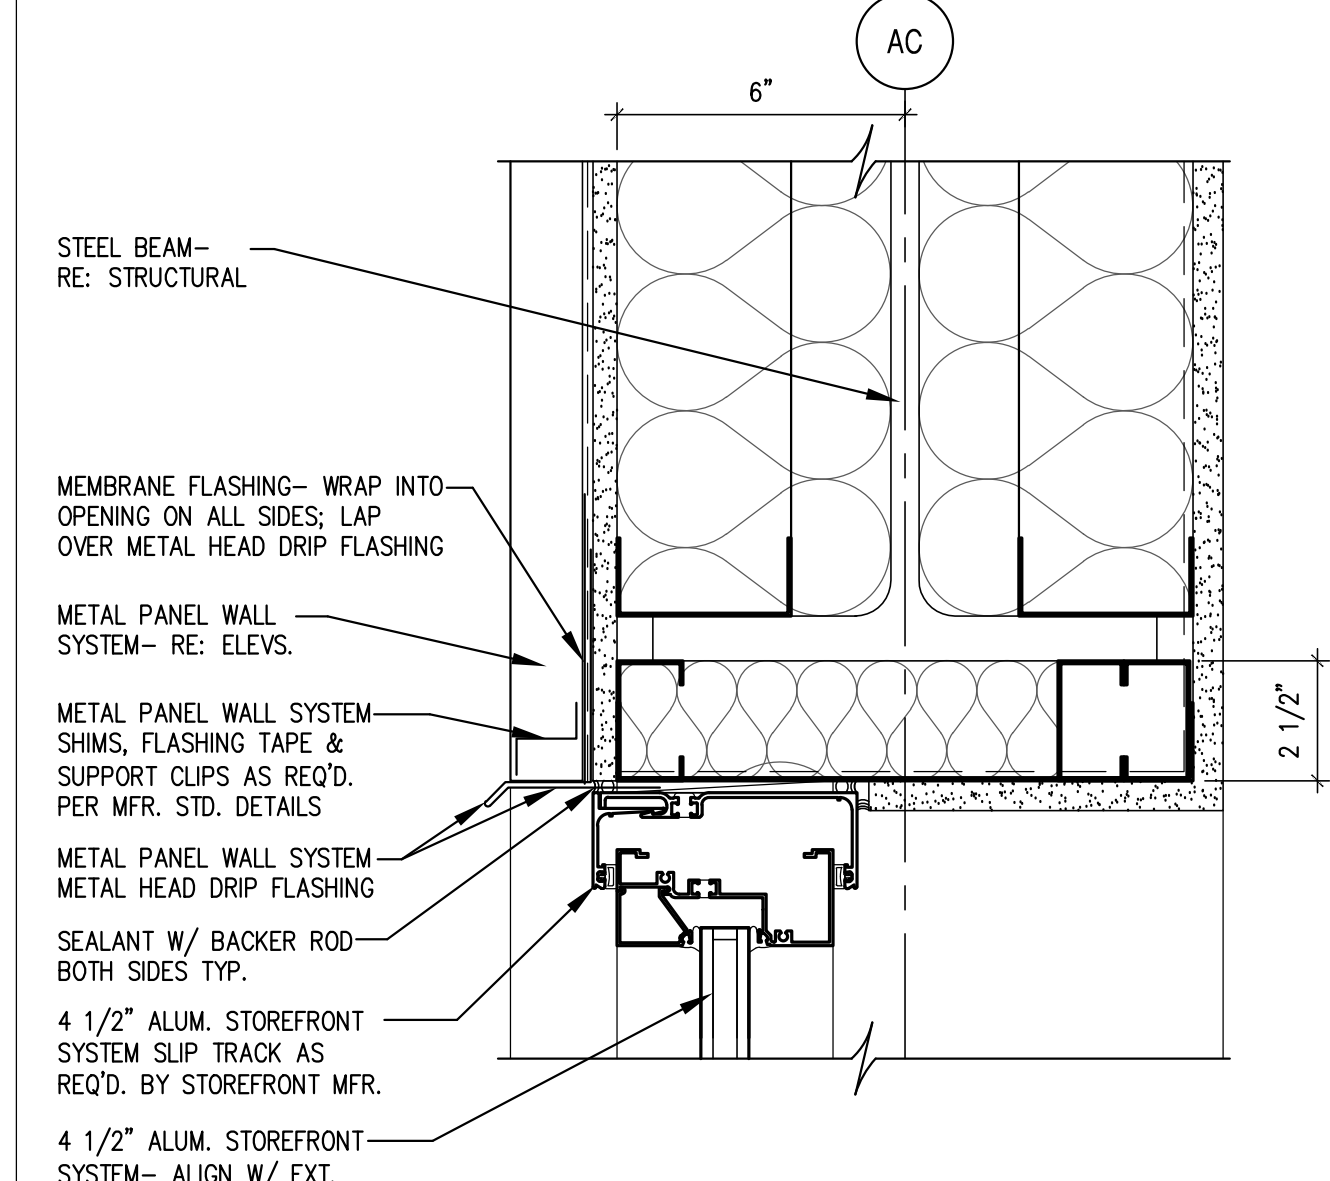 AC
6”
STEEL BEAM–
RE: STRUCTURAL
MEMBRANE FLASHING– WRAP INTO
OPENING ON ALL SIDES; LAP
OVER METAL HEAD DRIP FLASHING
METAL PANEL WALL
SYSTEM– RE: ELEVS.
METAL PANEL WALL SYSTEM
SHIMS, FLASHING TAPE &
SUPPORT CLIPS AS REQ’D.
PER MFR. STD. DETAILS
2 1/2”
METAL PANEL WALL SYSTEM
METAL HEAD DRIP FLASHING
SEALANT W/ BACKER ROD
BOTH SIDES TYP.
4 1/2” ALUM. STOREFRONT
SYSTEM SLIP TRACK AS
REQ’D. BY STOREFRONT MFR.
4 1/2” ALUM. STOREFRONT
SYSTEM– ALIGN W/ EXT.